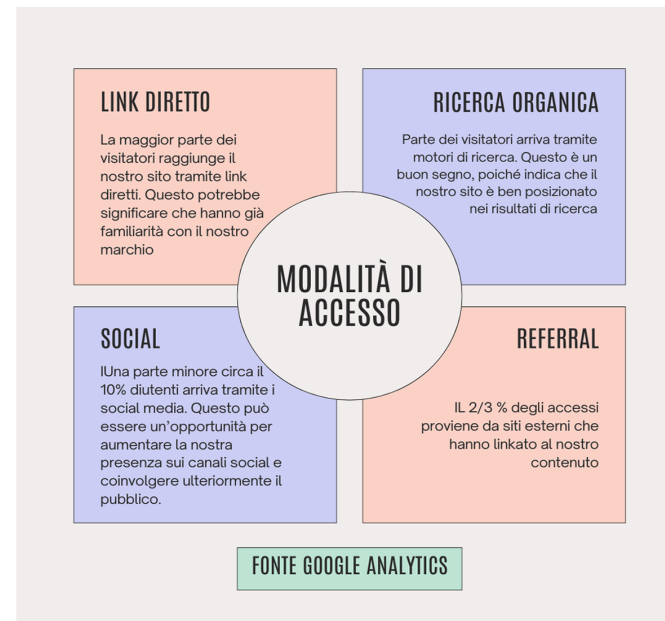 LINK DIRETTO
La maggior parte dei
visitatori raggiunge il
nostro sito tramite link
diretti. Questo potrebbe
significare che hanno già
familiarità con il nostro
marchio
RICERCA ORGANICA
Parte dei visitatori arriva tramite
motori di ricerca. Questo è un
buon segno, poiché indica che il
nostro sito è ben posizionato
nei risultati di ricerca
MODALITÀ DI
ACCESSO
SOCIAL
IUna parte minore circa il
10% diutenti arriva tramite i
social media. Questo può
essere un'opportunità per
aumentare la nostra
presenza sui canali social e
coinvolgere ulteriormente il
pubblico.
REFERRAL
IL 2/3 % degli accessi
proviene da siti esterni che
hanno linkato al nostro
contenuto
FONTE GOOGLE ANALYTICS